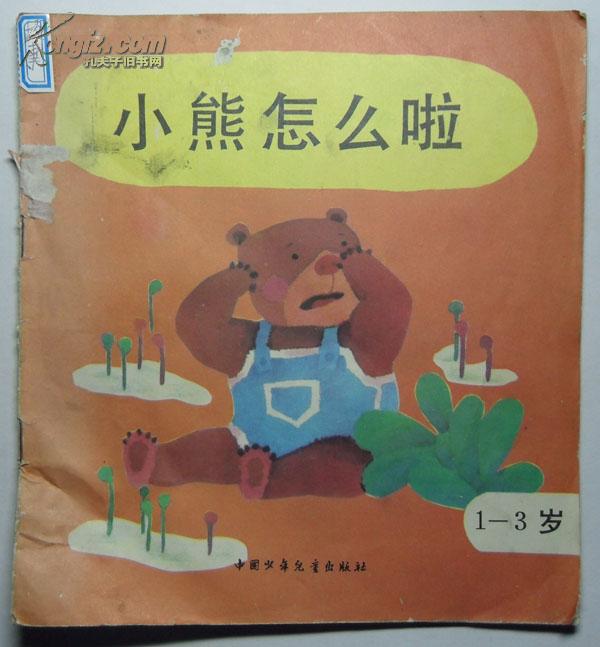 Kongfz.com
孔夫子旧书网
小熊怎么啦
1—3 岁
中国少年儿童出版社